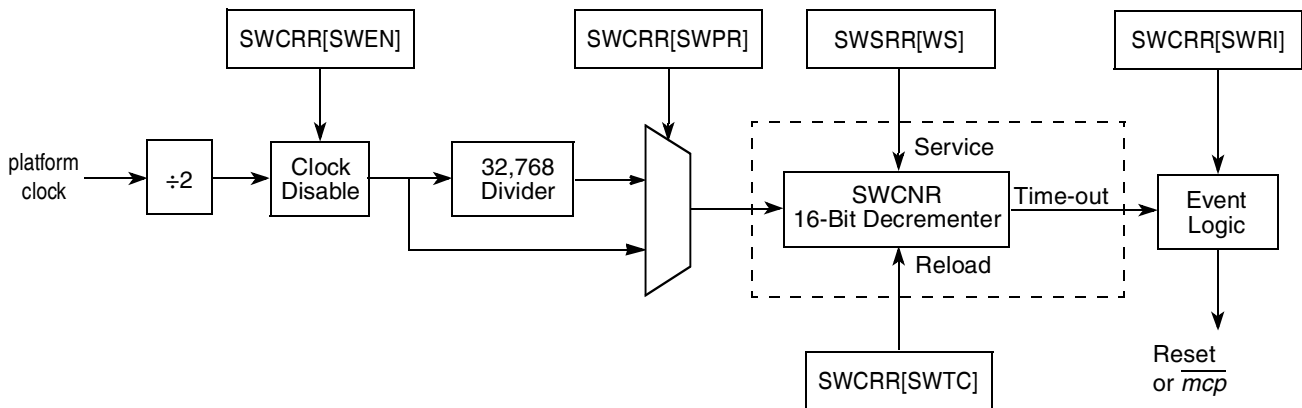 SWCRR[SWEN]
SWCRR[SWPR]
SWSRR[WS]
SWCRR[SWRI]
platform
clock
÷2
Clock
Disable
32,768
Divider
Service
SWCNR
16-Bit Decrementer
Time-out
Event
Logic
Reload
SWCRR[SWTC]
Reset
or mcp